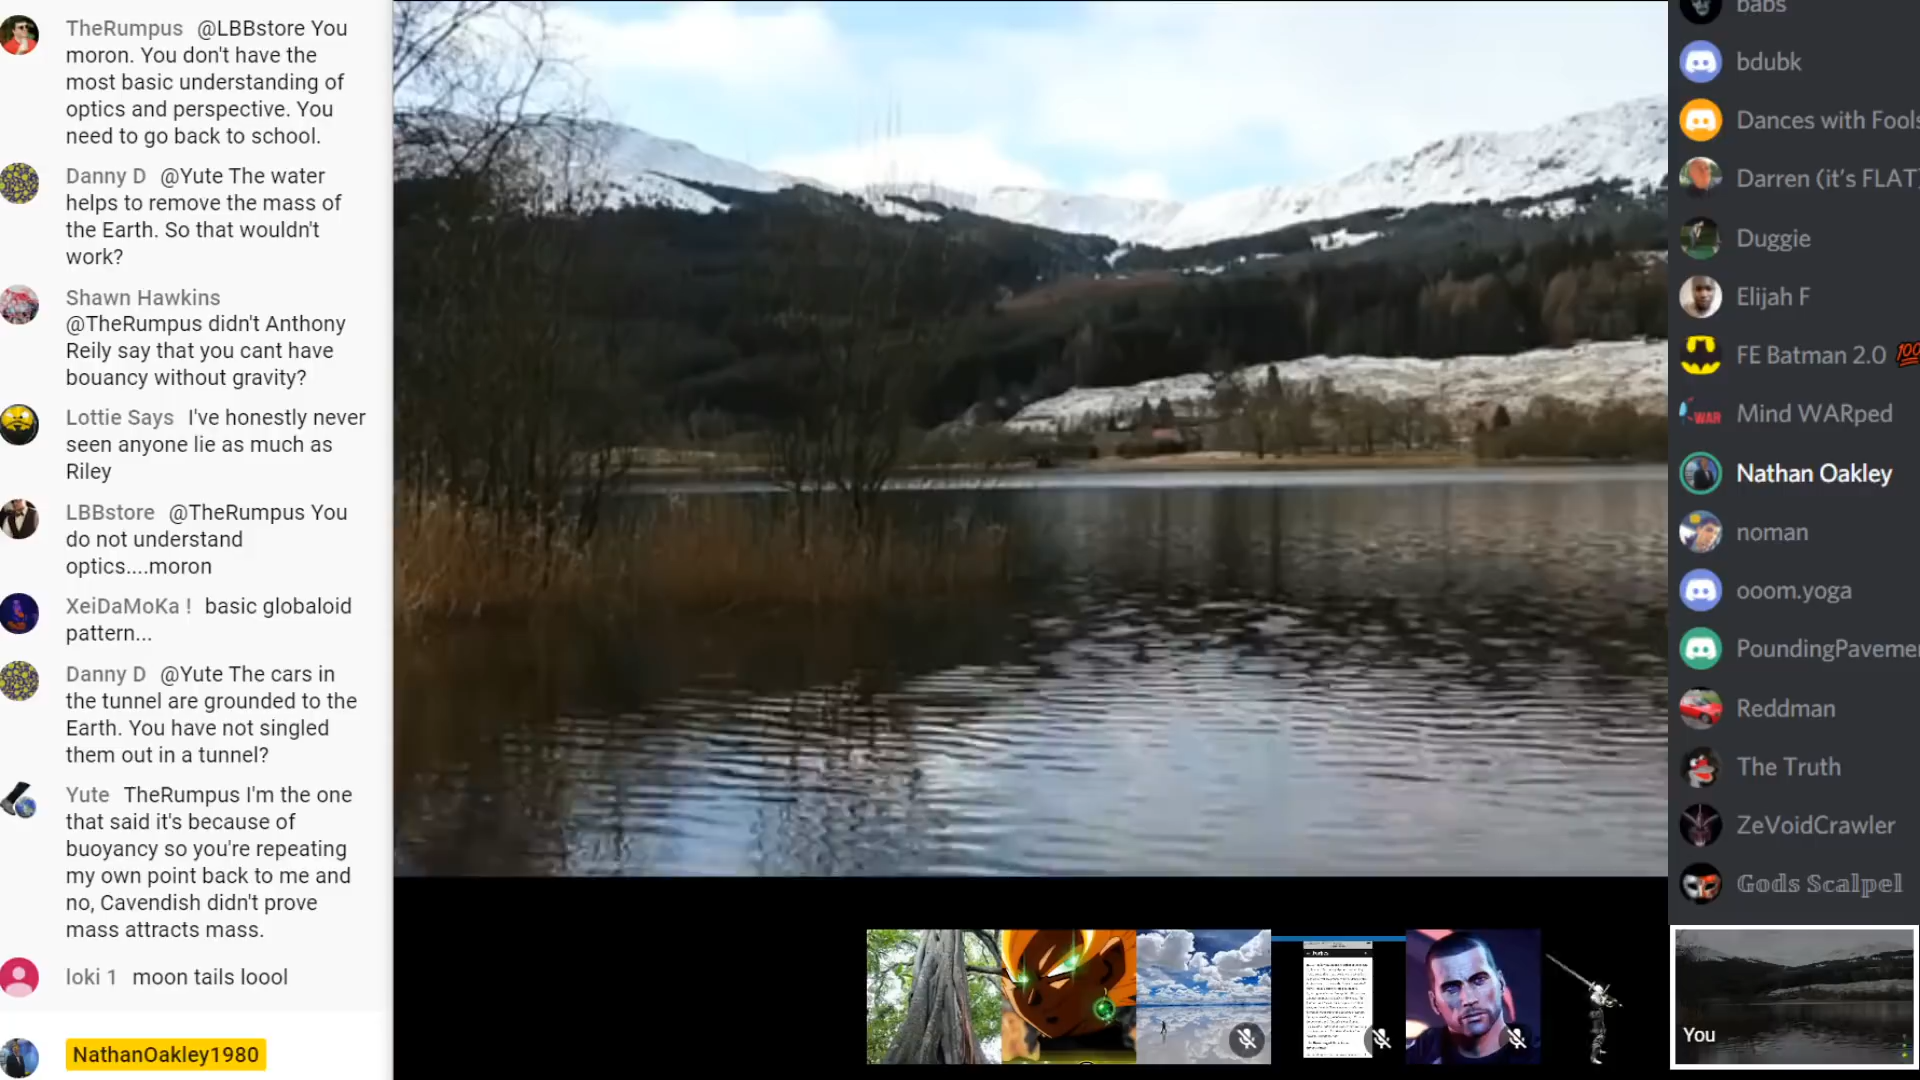 TheRumpus @LBBstore You
moron. You don't have the
most basic understanding of
optics and perspective. You
need to go back to school.
Danny D @Yute The water
helps to remove the mass of
the Earth. So that wouldn't
work?
Shawn Hawkins
@TheRumpus didn't Anthony
Reily say that you cant have
bouancy without gravity?
Lottie Says I've honestly never
seen anyone lie as much as
Riley
LBBstore @TheRumpus You
do not understand
optics....moron
XeiDaMoKa ! basic globaloid
pattern...
Danny D @Yute The cars in
the tunnel are grounded to the
Earth. You have not singled
them out in a tunnel?
Yute TheRumpus I'm the one
that said it's because of
buoyancy so you're repeating
my own point back to me and
no, Cavendish didn't prove
mass attracts mass.
loki 1 moon tails loool
NathanOakley1980
babs
bdubk
Dances with Fools
Darren (it's FLAT)
Duggie
Elijah F
FE Batman 2.0 💯
Mind WARped
WAR
Nathan Oakley
noman
ooom.yoga
PoundingPaveme
Reddman
The Truth
ZeVoidCrawler
𝔾𝕠𝕕𝕤 𝕊𝕔𝕒𝕝𝕡𝕖𝕝
You